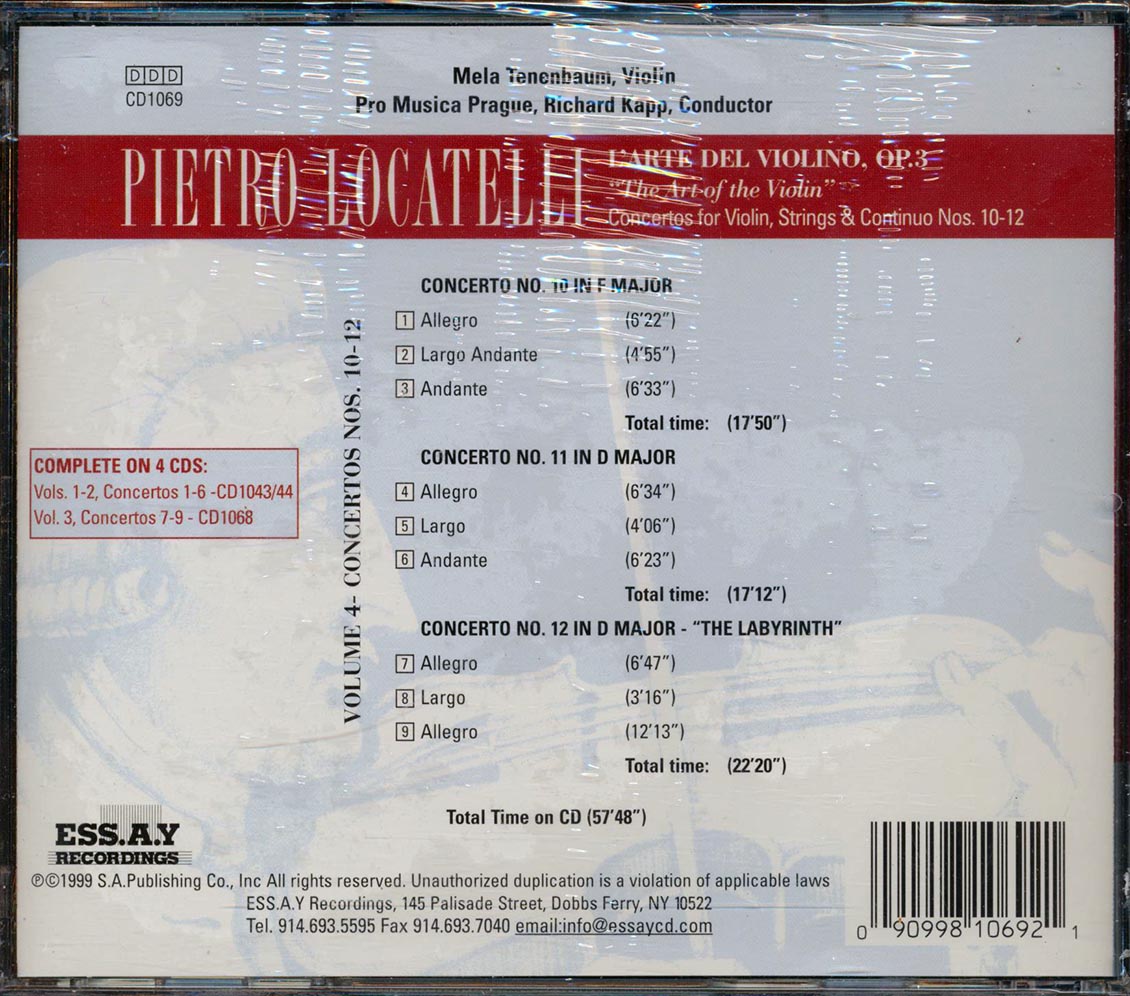 DDD
CD1069
Mela Tenenbaum, Violin
Pro Musica Prague, Richard Kapp, Conductor
PIETRO LOCATELLI
L'ARTE DEL VIOLINO, OP.3
“The Art of the Violin”
Concertos for Violin, Strings & Continuo Nos. 10-12
VOLUME 4- CONCERTOS NOS. 10-12
COMPLETE ON 4 CDS:
Vols. 1-2, Concertos 1-6 -CD1043/44
Vol. 3, Concertos 7-9 - CD1068
CONCERTO NO. 10 IN F MAJOR
1 Allegro (6’22”)
2 Largo Andante (4’55”)
3 Andante (6’33”)
Total time: (17’50”)
CONCERTO NO. 11 IN D MAJOR
4 Allegro (6’34”)
5 Largo (4’06”)
6 Andante (6’23”)
Total time: (17’12”)
CONCERTO NO. 12 IN D MAJOR - “THE LABYRINTH”
7 Allegro (6’47”)
8 Largo (3’16”)
9 Allegro (12’13”)
Total time: (22’20”)
Total Time on CD (57’48”)
ESS.A.Y
RECORDINGS
℗©1999 S.A.Publishing Co., Inc All rights reserved. Unauthorized duplication is a violation of applicable laws
ESS.A.Y Recordings, 145 Palisade Street, Dobbs Ferry, NY 10522
Tel. 914.693.5595 Fax 914.693.7040 email:info@essaycd.com
0 90998 10692 1